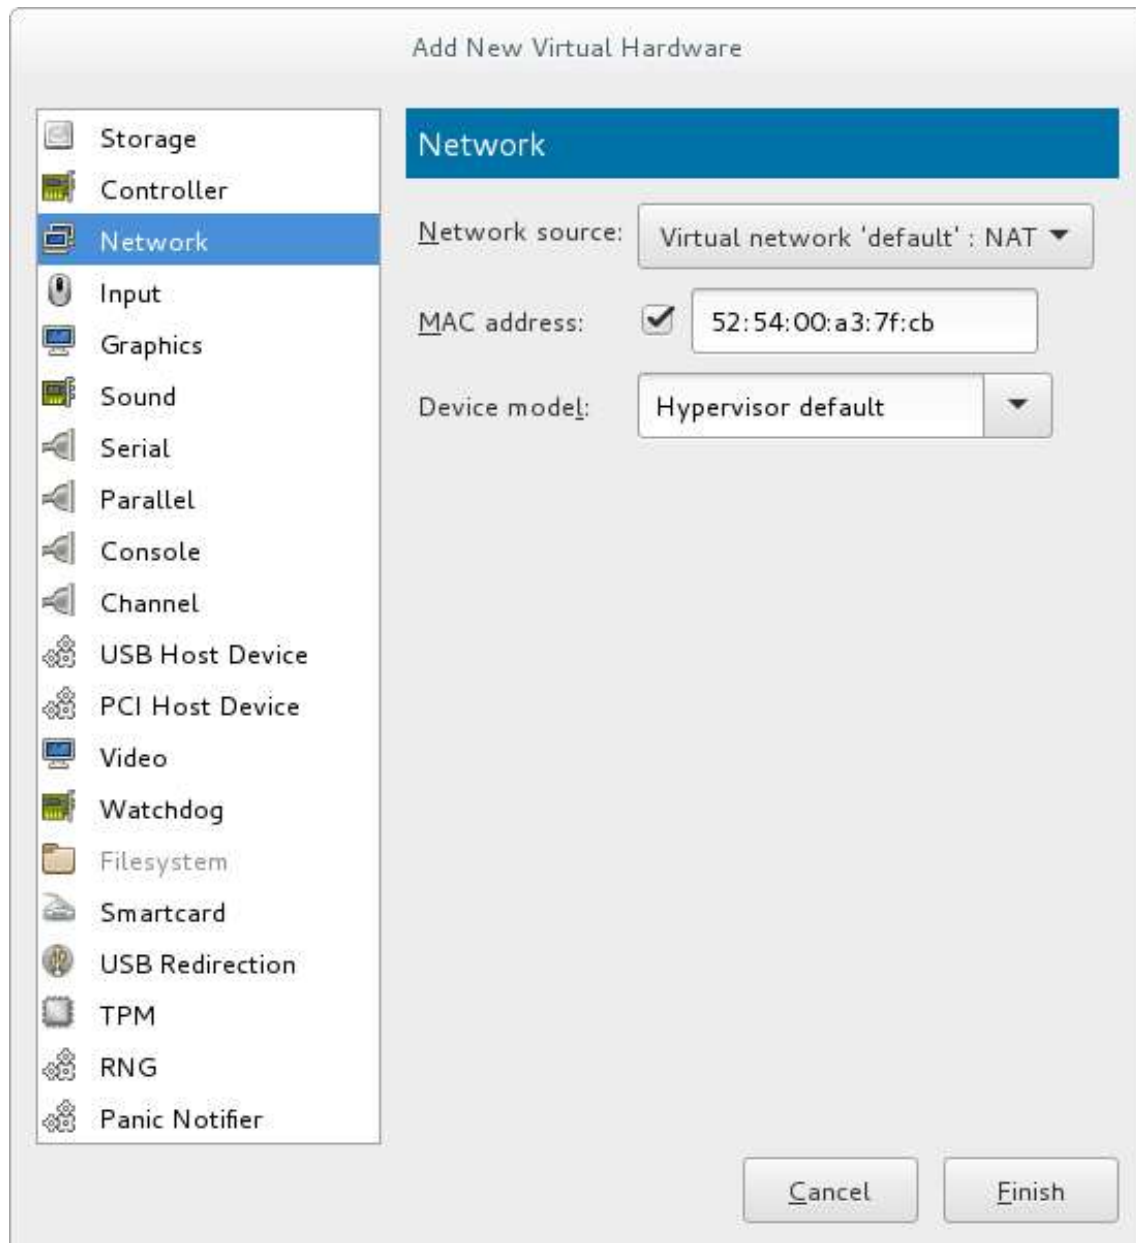 Add New Virtual Hardware
Storage
Controller
Network
Input
Graphics
Sound
Serial
Parallel
Console
Channel
USB Host Device
PCI Host Device
Video
Watchdog
Filesystem
Smartcard
USB Redirection
TPM
RNG
Panic Notifier
Network
Network source: Virtual network 'default' : NAT
MAC address: 52:54:00:a3:7f:cb
Device model: Hypervisor default
Cancel Finish